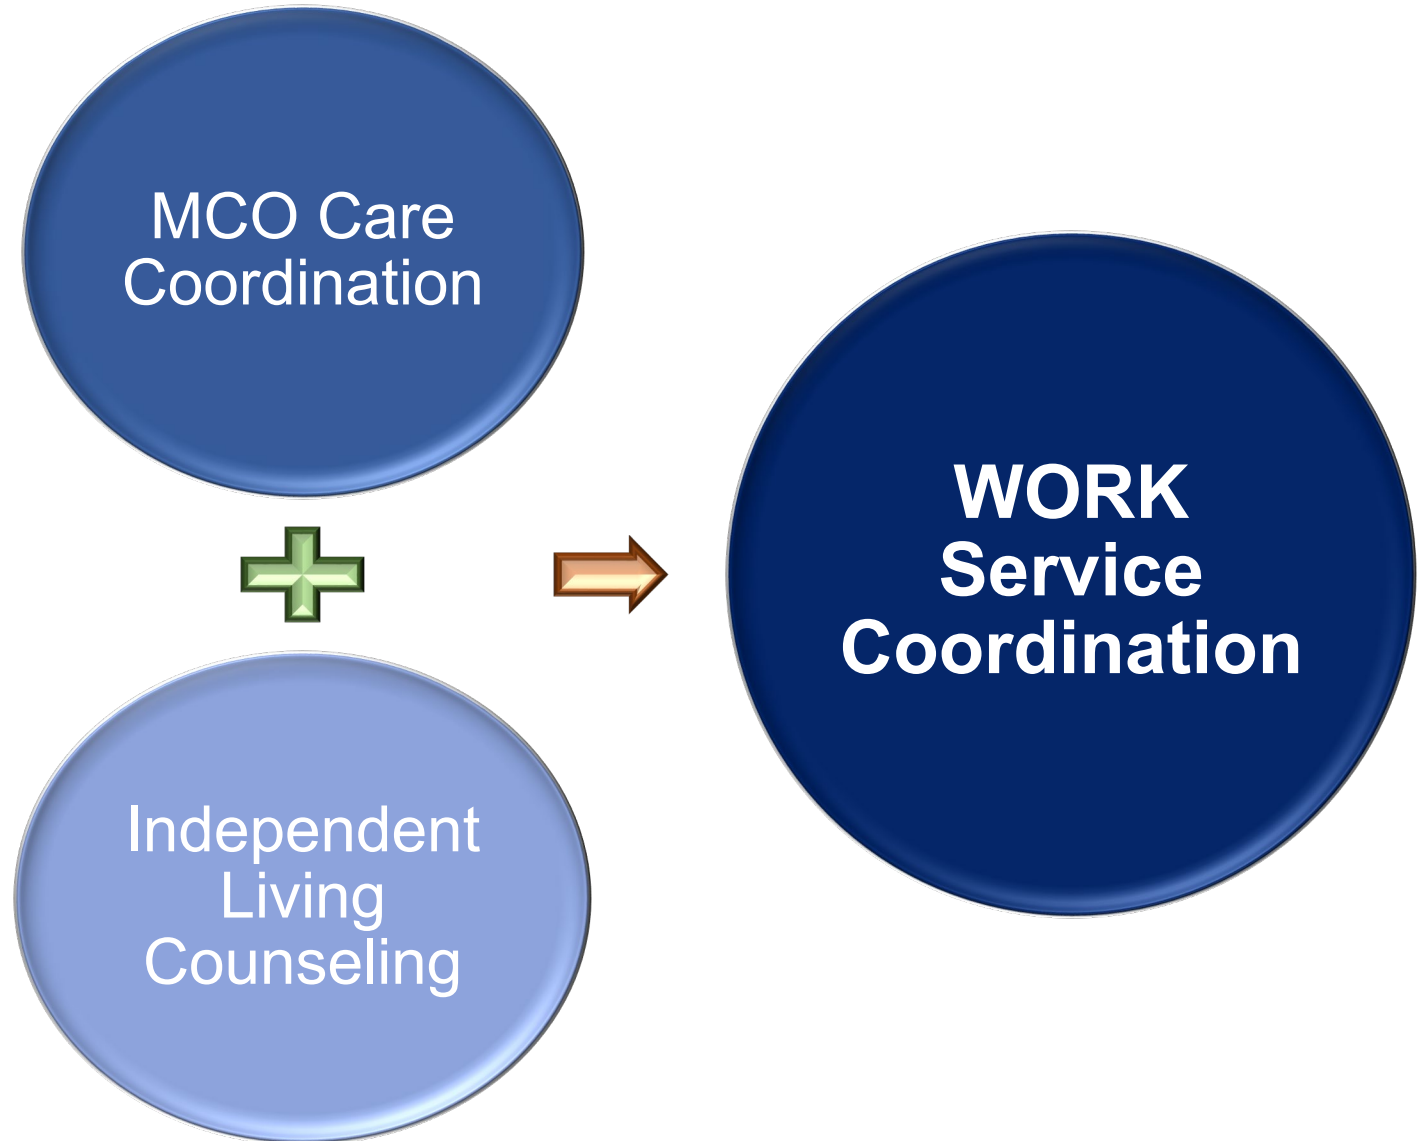 MCO Care
Coordination
Independent
Living
Counseling
WORK
Service
Coordination